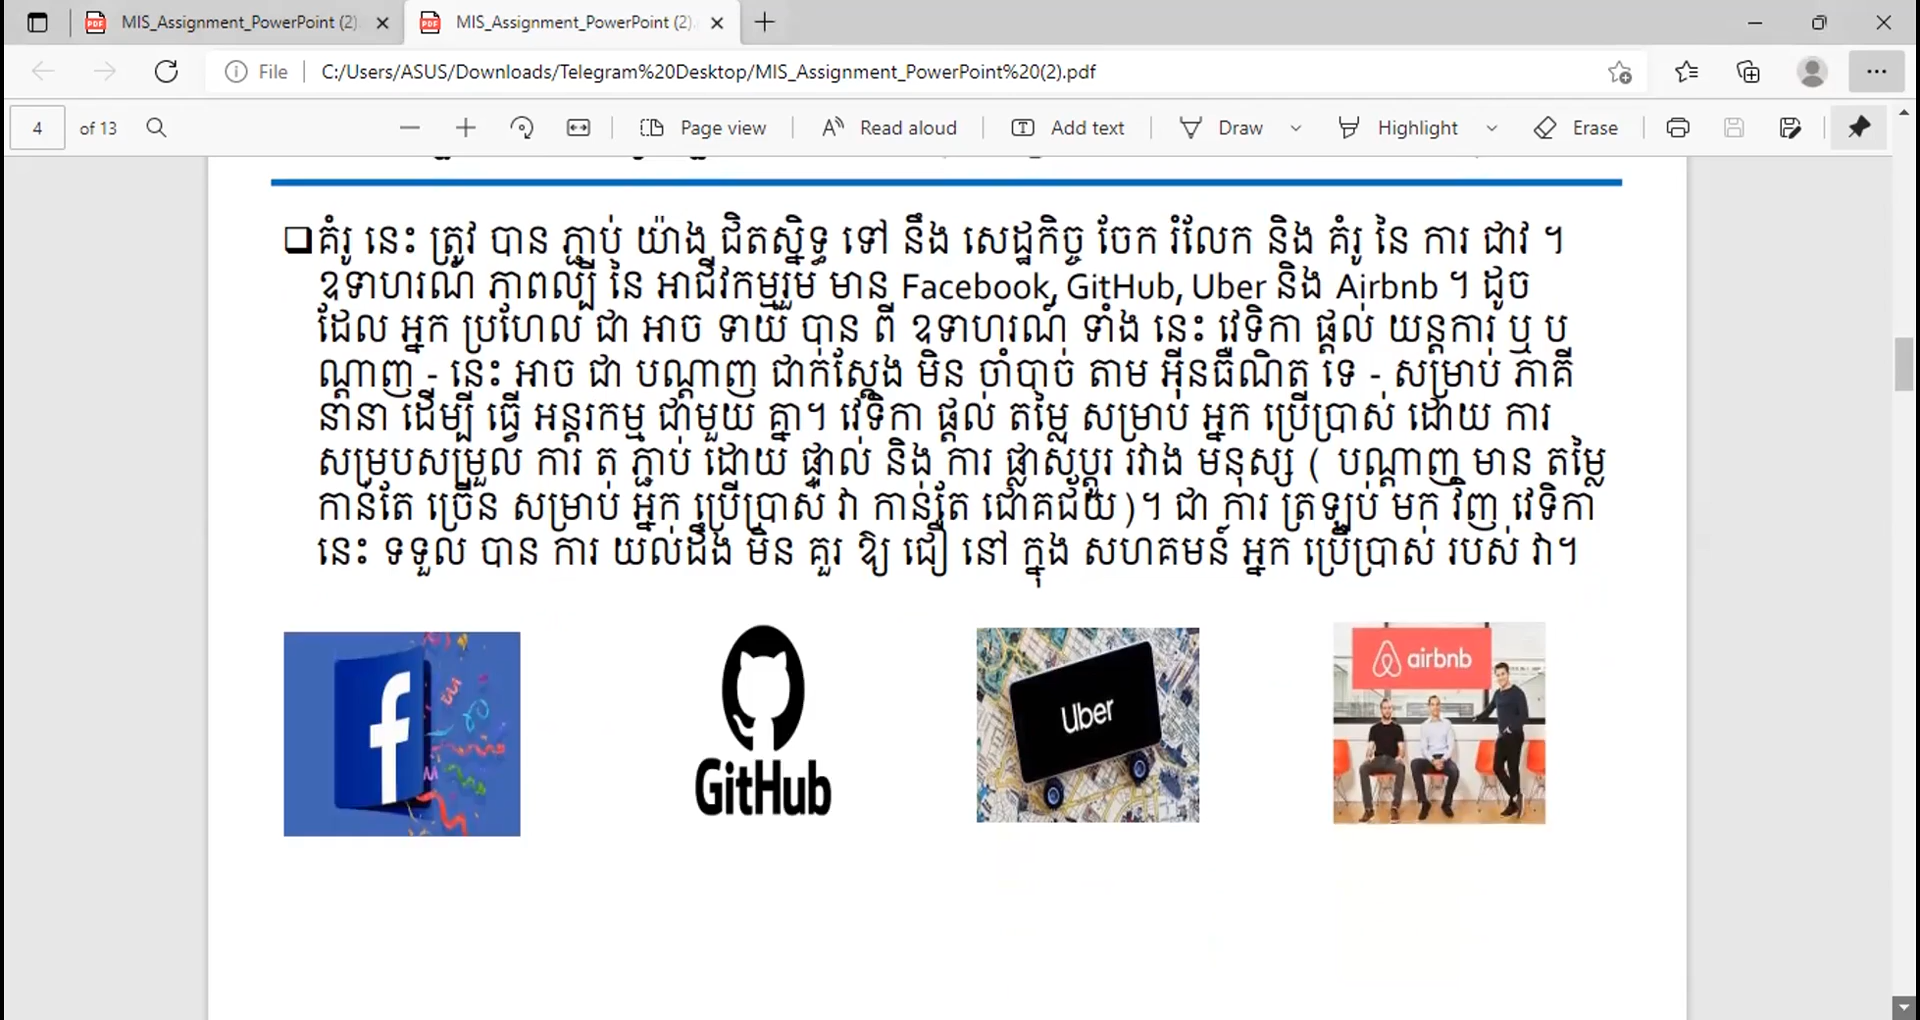 MIS_Assignment_PowerPoint (2)
MIS_Assignment_PowerPoint (2).
File
C:/Users/ASUS/Downloads/Telegram%20Desktop/MIS_Assignment_PowerPoint%20(2).pdf
4 of 13
Page view
Read aloud
Add text
Draw
Highlight
Erase
គំរូ នេះ ត្រូវ បាន ភ្ជាប់ យ៉ាង ជិតស្និទ្ធ ទៅ នឹង សេដ្ឋកិច្ច ចែក រំលែក និង គំរូ នៃ ការ ជាវ ។
ឧទាហរណ៍ ភាពល្បី នៃ អាជីវកម្មរួម មាន Facebook, GitHub, Uber និង Airbnb ។ ដូច
ដែល អ្នក ប្រហែល ជា អាច ទាយ បាន ពី ឧទាហរណ៍ ទាំង នេះ វេទិកា ផ្តល់ យន្តការ ឬ ប
ណ្តាញ - នេះ អាច ជា បណ្តាញ ជាក់ស្តែង មិន ចាំបាច់ តាម អ៊ីនធឺណិត ទេ - សម្រាប់ ភាគី
នានា ដើម្បី ធ្វើ អន្តរកម្ម ជាមួយ គ្នា។ វេទិកា ផ្តល់ តម្លៃ សម្រាប់ អ្នក ប្រើប្រាស់ ដោយ ការ
សម្របសម្រួល ការ ត ភ្ជាប់ ដោយ ផ្ទាល់ និង ការ ផ្លាស់ប្តូរ រវាង មនុស្ស ( បណ្តាញ មាន តម្លៃ
កាន់តែ ច្រើន សម្រាប់ អ្នក ប្រើប្រាស់ វា កាន់តែ ជោគជ័យ )។ ជា ការ ត្រឡប់ មក វិញ វេទិកា
នេះ ទទួល បាន ការ យល់ដឹង មិន គួរ ឱ្យ ជឿ នៅ ក្នុង សហគមន៍ អ្នក ប្រើប្រាស់ របស់ វា។
GitHub
Uber
airbnb